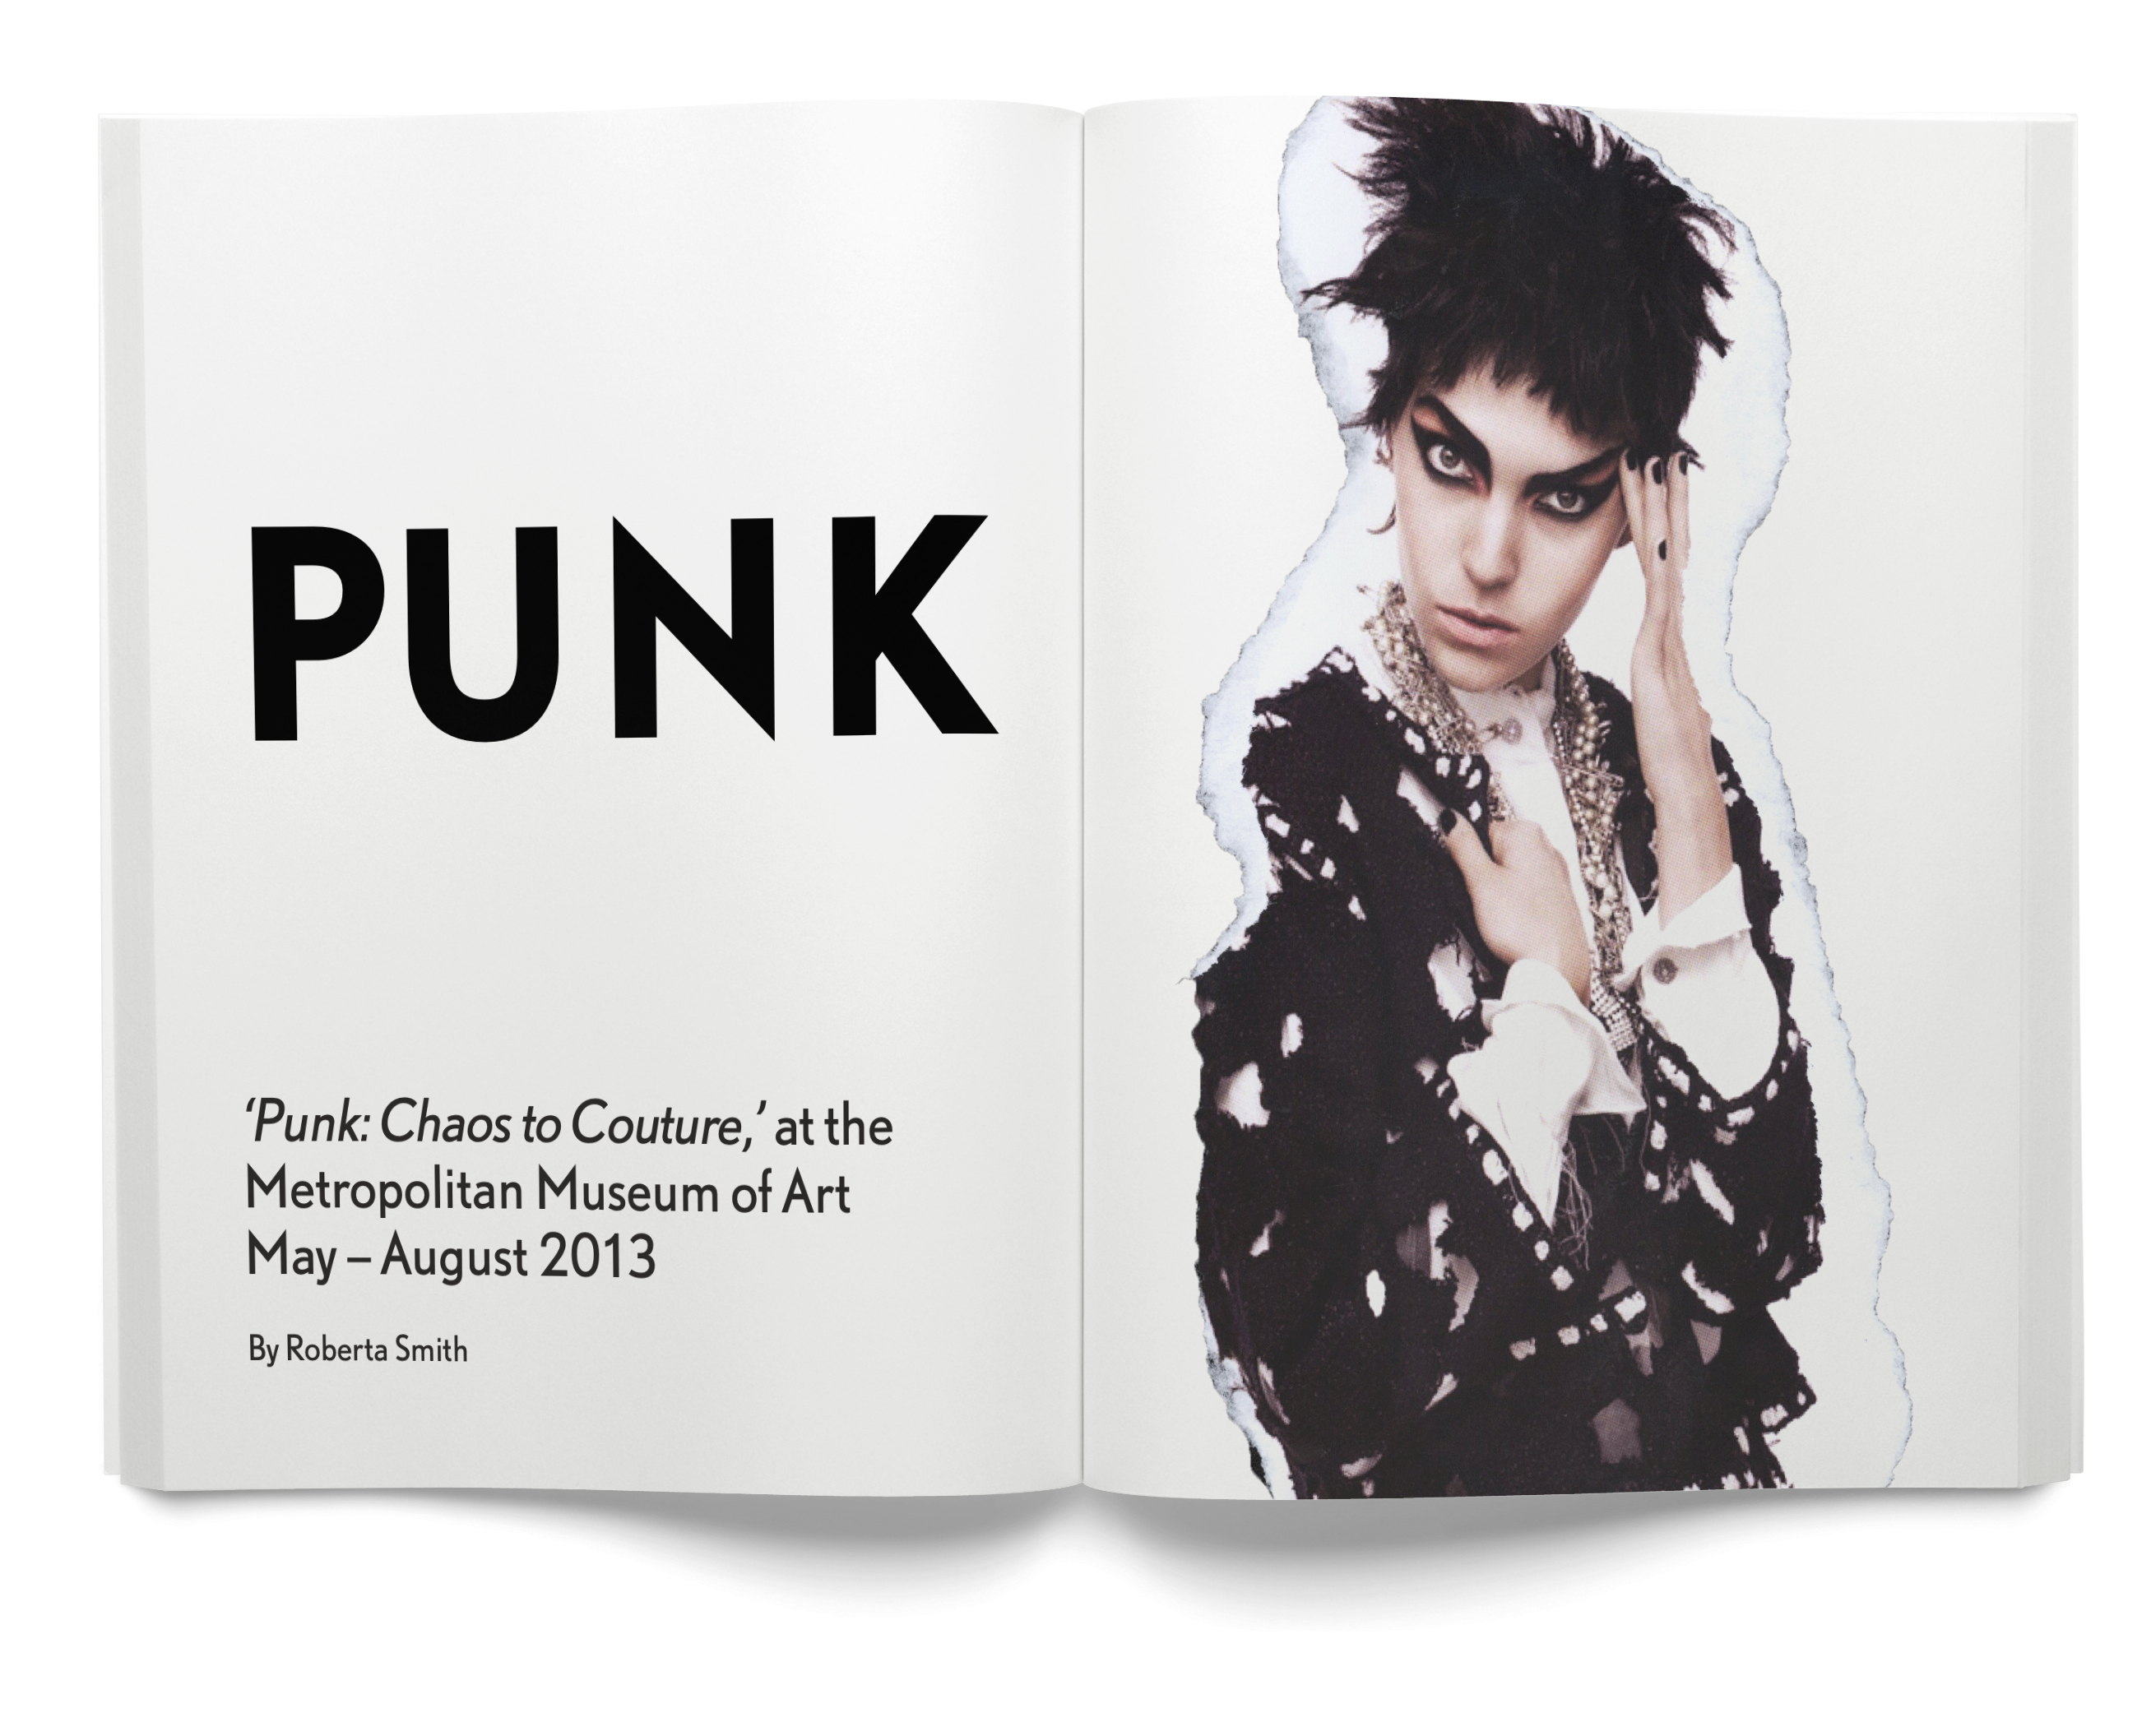 PUNK
‘Punk: Chaos to Couture,’ at the
Metropolitan Museum of Art
May – August 2013
By Roberta Smith